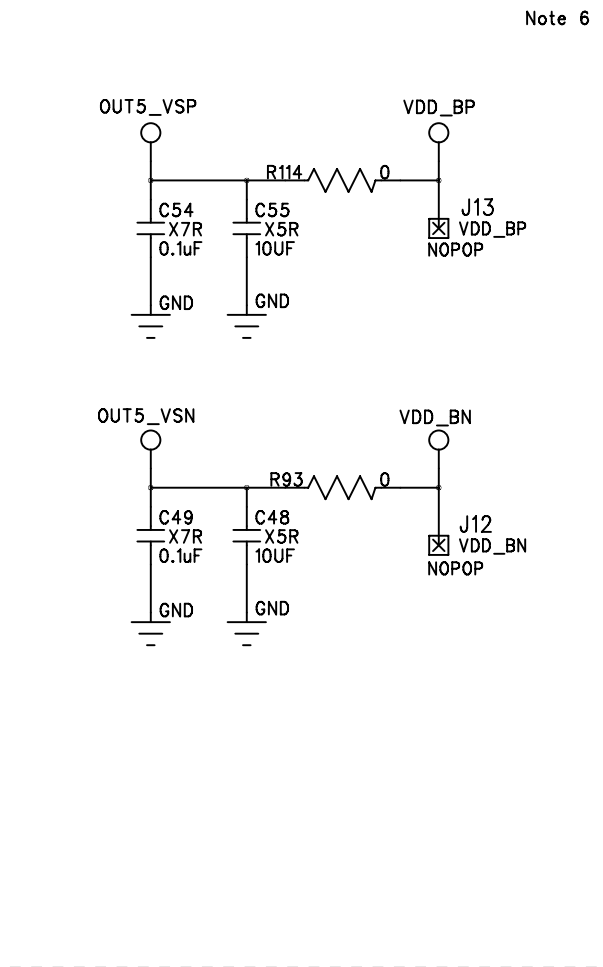 Note 6
OUT5_VSP
VDD_BP
R114
0
C54
X7R
0.1uF
C55
X5R
10UF
J13
VDD_BP
NOPOP
GND
GND
OUT5_VSN
VDD_BN
R93
0
C49
X7R
0.1uF
C48
X5R
10UF
J12
VDD_BN
NOPOP
GND
GND